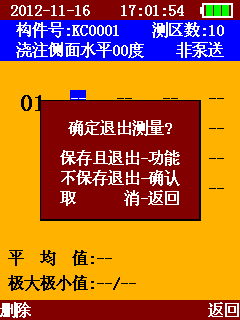 2012-11-16 17:01:54
构件号:KC0001 测区数:10
浇注侧面水平00度 非泵送
01 -- --
确定退出测量?
保存且退出-功能
不保存退出-确认
取 消-返回
--
--
--
平 均 值:--
极大极小值:--/--
删除 返回